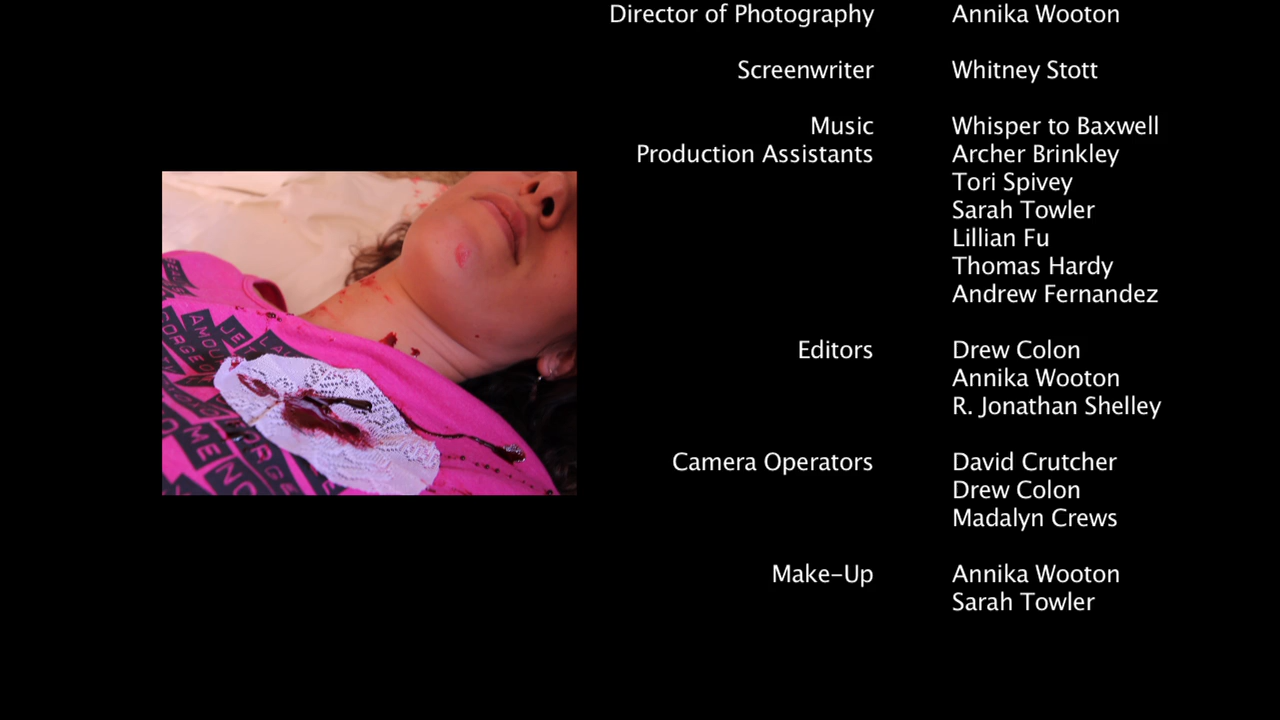 Director of Photography Annika Wooton
Screenwriter Whitney Stott
Music Whisper to Baxwell
Production Assistants Archer Brinkley
Tori Spivey
Sarah Towler
Lillian Fu
Thomas Hardy
Andrew Fernandez
Editors Drew Colon
Annika Wooton
R. Jonathan Shelley
Camera Operators David Crutcher
Drew Colon
Madalyn Crews
Make-Up Annika Wooton
Sarah Towler